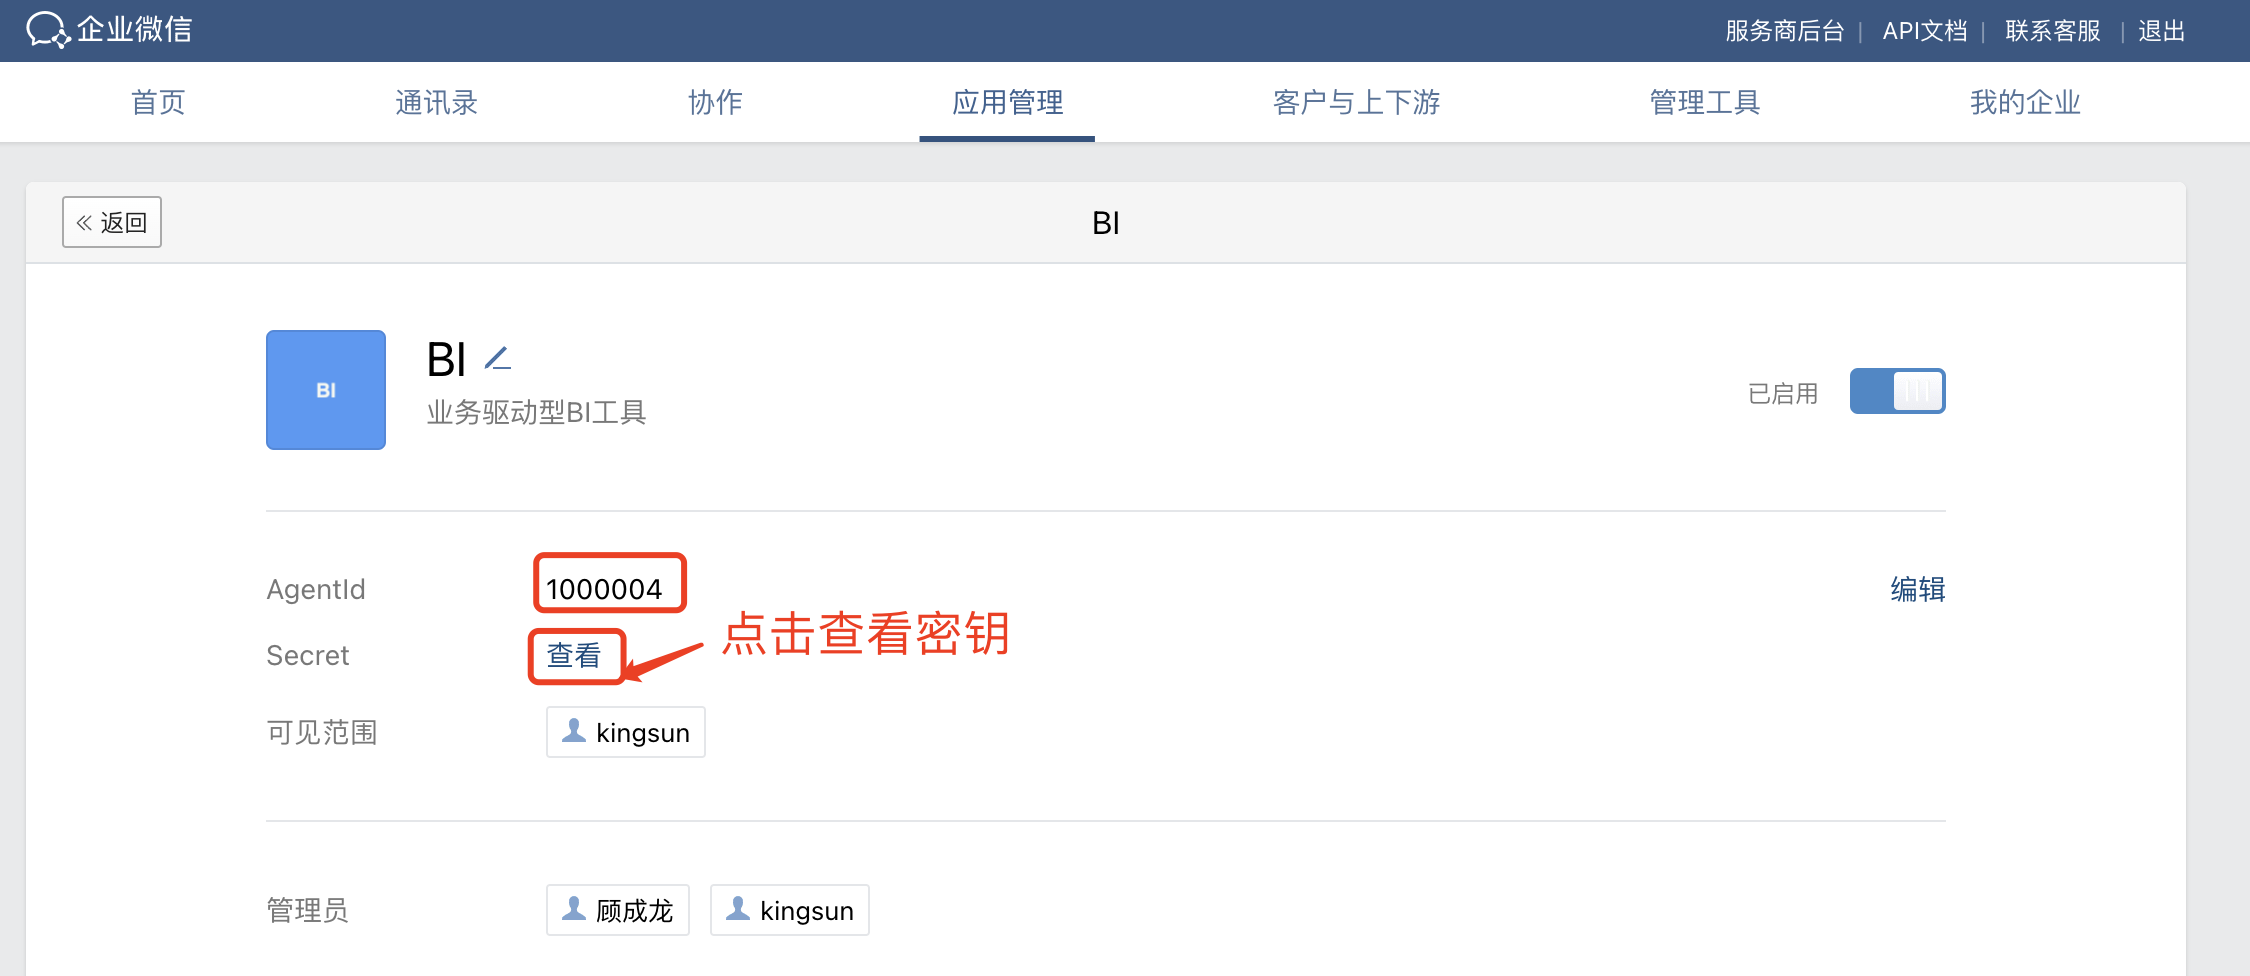 企业微信
服务商后台 | API文档 | 联系客服 | 退出
首页 通讯录 协作 应用管理 客户与上下游 管理工具 我的企业
« 返回 BI
BI
BI
业务驱动型BI工具
已启用
AgentId 1000004 编辑
点击查看密钥
Secret 查看
可见范围 kingsun
管理员 顾成龙 kingsun